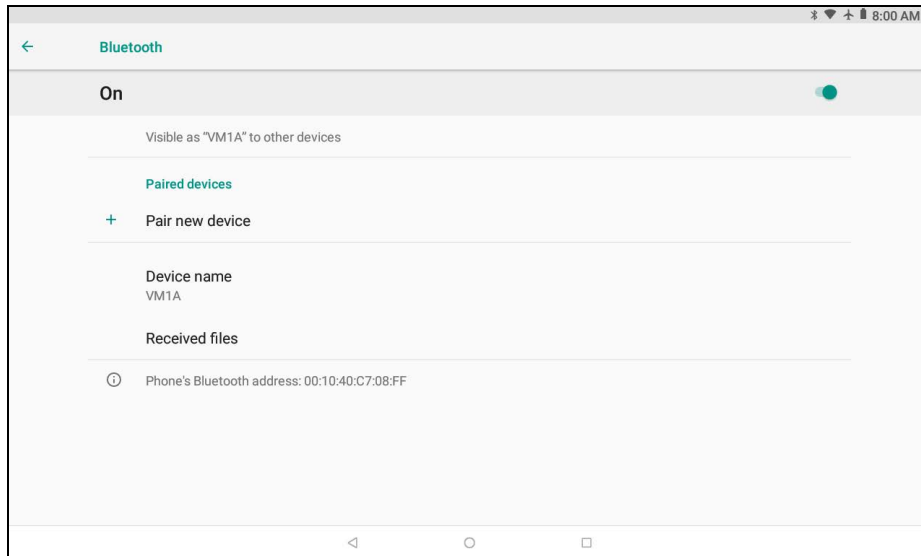 8:00 AM
Bluetooth
On
Visible as "VM1A" to other devices
Paired devices
Pair new device
Device name
VM1A
Received files
Phone's Bluetooth address: 00:10:40:C7:08:FF